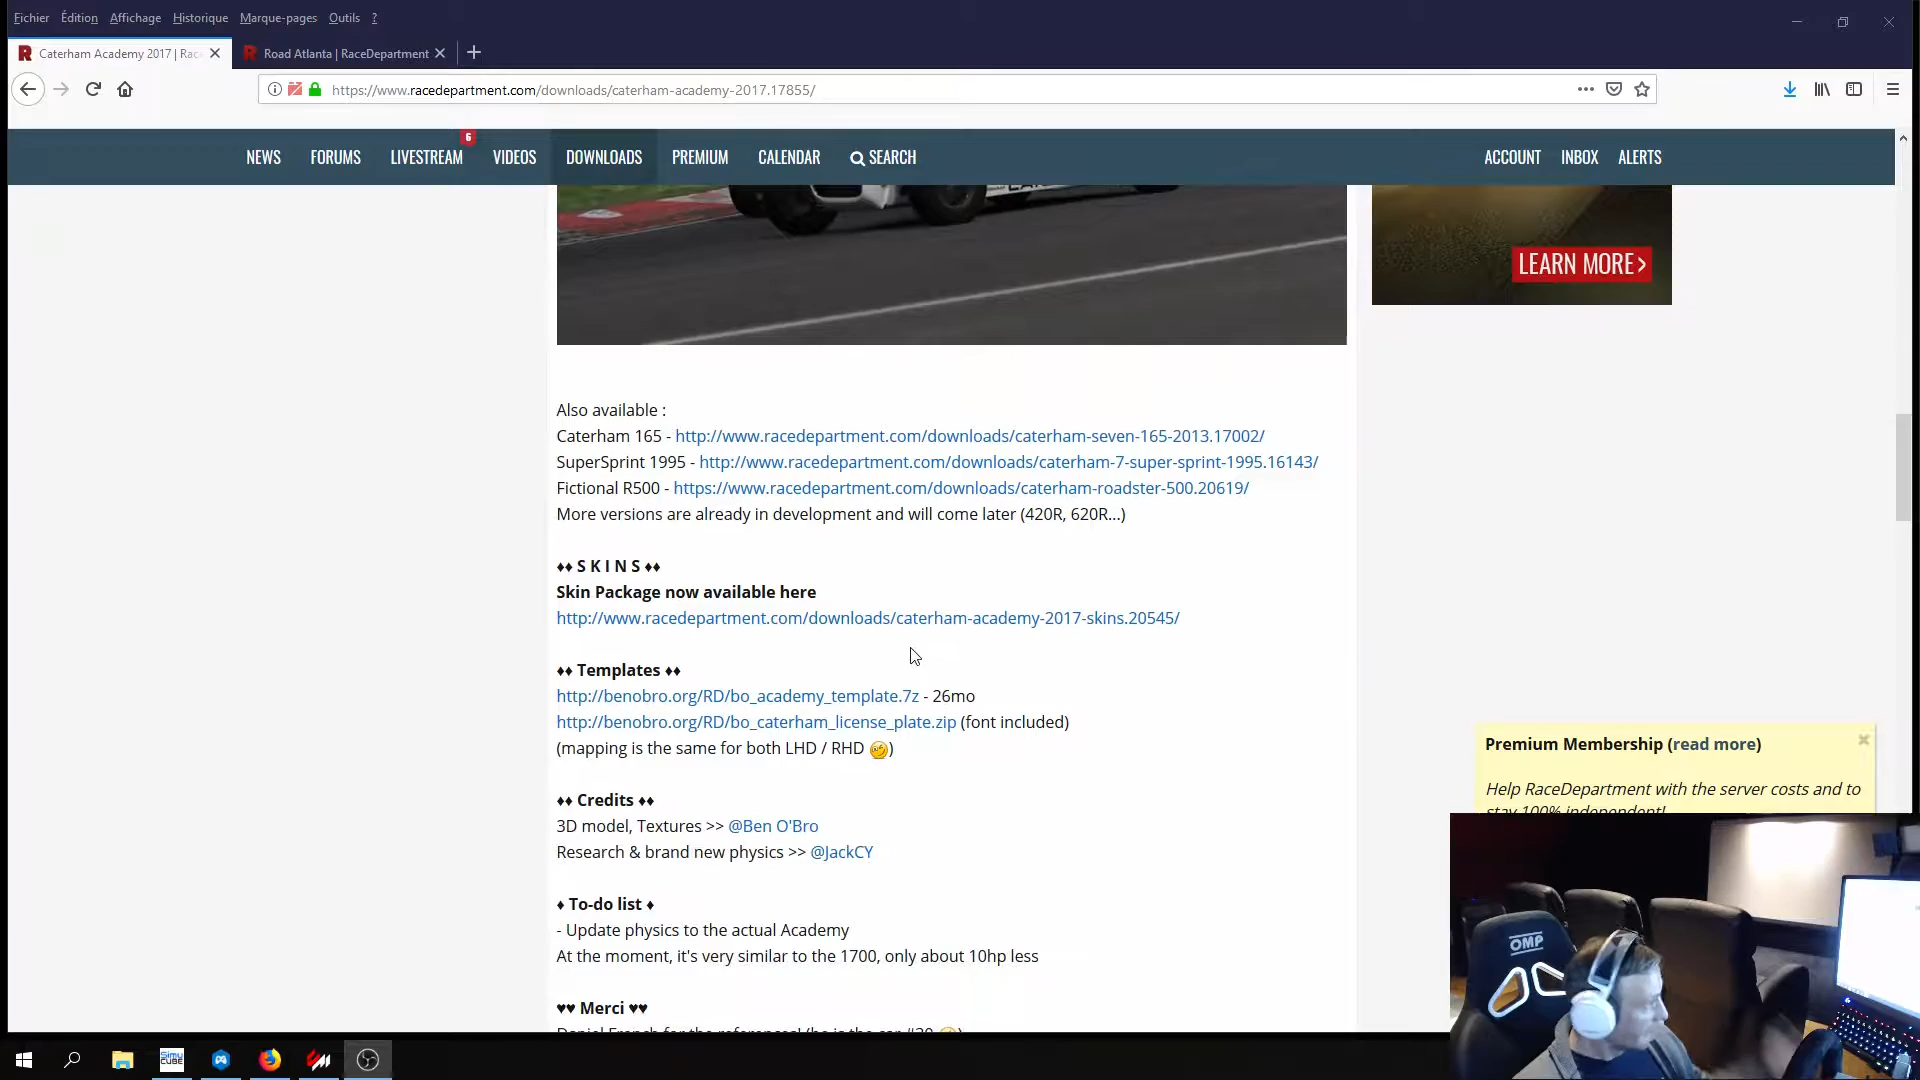 Fichier Édition Affichage Historique Marque-pages Outils ?
Caterham Academy 2017 | Rac
Road Atlanta | RaceDepartment
https://www.racedepartment.com/downloads/caterham-academy-2017.17855/
6
NEWS FORUMS LIVESTREAM VIDEOS DOWNLOADS PREMIUM CALENDAR SEARCH ACCOUNT INBOX ALERTS
LEARN MORE >
Also available :
Caterham 165 - http://www.racedepartment.com/downloads/caterham-seven-165-2013.17002/
SuperSprint 1995 - http://www.racedepartment.com/downloads/caterham-7-super-sprint-1995.16143/
Fictional R500 - https://www.racedepartment.com/downloads/caterham-roadster-500.20619/
More versions are already in development and will come later (420R, 620R...)
♦♦ S K I N S ♦♦
Skin Package now available here
http://www.racedepartment.com/downloads/caterham-academy-2017-skins.20545/
♦♦ Templates ♦♦
http://benobro.org/RD/bo_academy_template.7z - 26mo
http://benobro.org/RD/bo_caterham_license_plate.zip (font included)
(mapping is the same for both LHD / RHD )
♦♦ Credits ♦♦
3D model, Textures >> @Ben O'Bro
Research & brand new physics >> @JackCY
♦ To-do list ♦
- Update physics to the actual Academy
At the moment, it's very similar to the 1700, only about 10hp less
♥♥ Merci ♥♥
Premium Membership (read more)
Help RaceDepartment with the server costs and to
stay 100% independent!
OMP
SIMU
CUBE